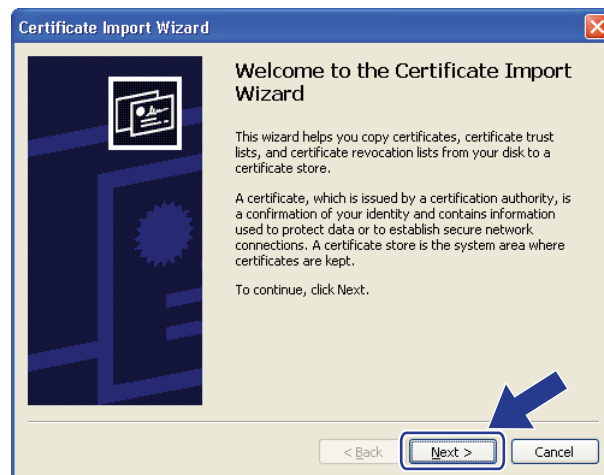 Certificate Import Wizard
Welcome to the Certificate Import
Wizard
This wizard helps you copy certificates, certificate trust
lists, and certificate revocation lists from your disk to a
certificate store.
A certificate, which is issued by a certification authority, is
a confirmation of your identity and contains information
used to protect data or to establish secure network
connections. A certificate store is the system area where
certificates are kept.
To continue, click Next.
< Back Next > Cancel